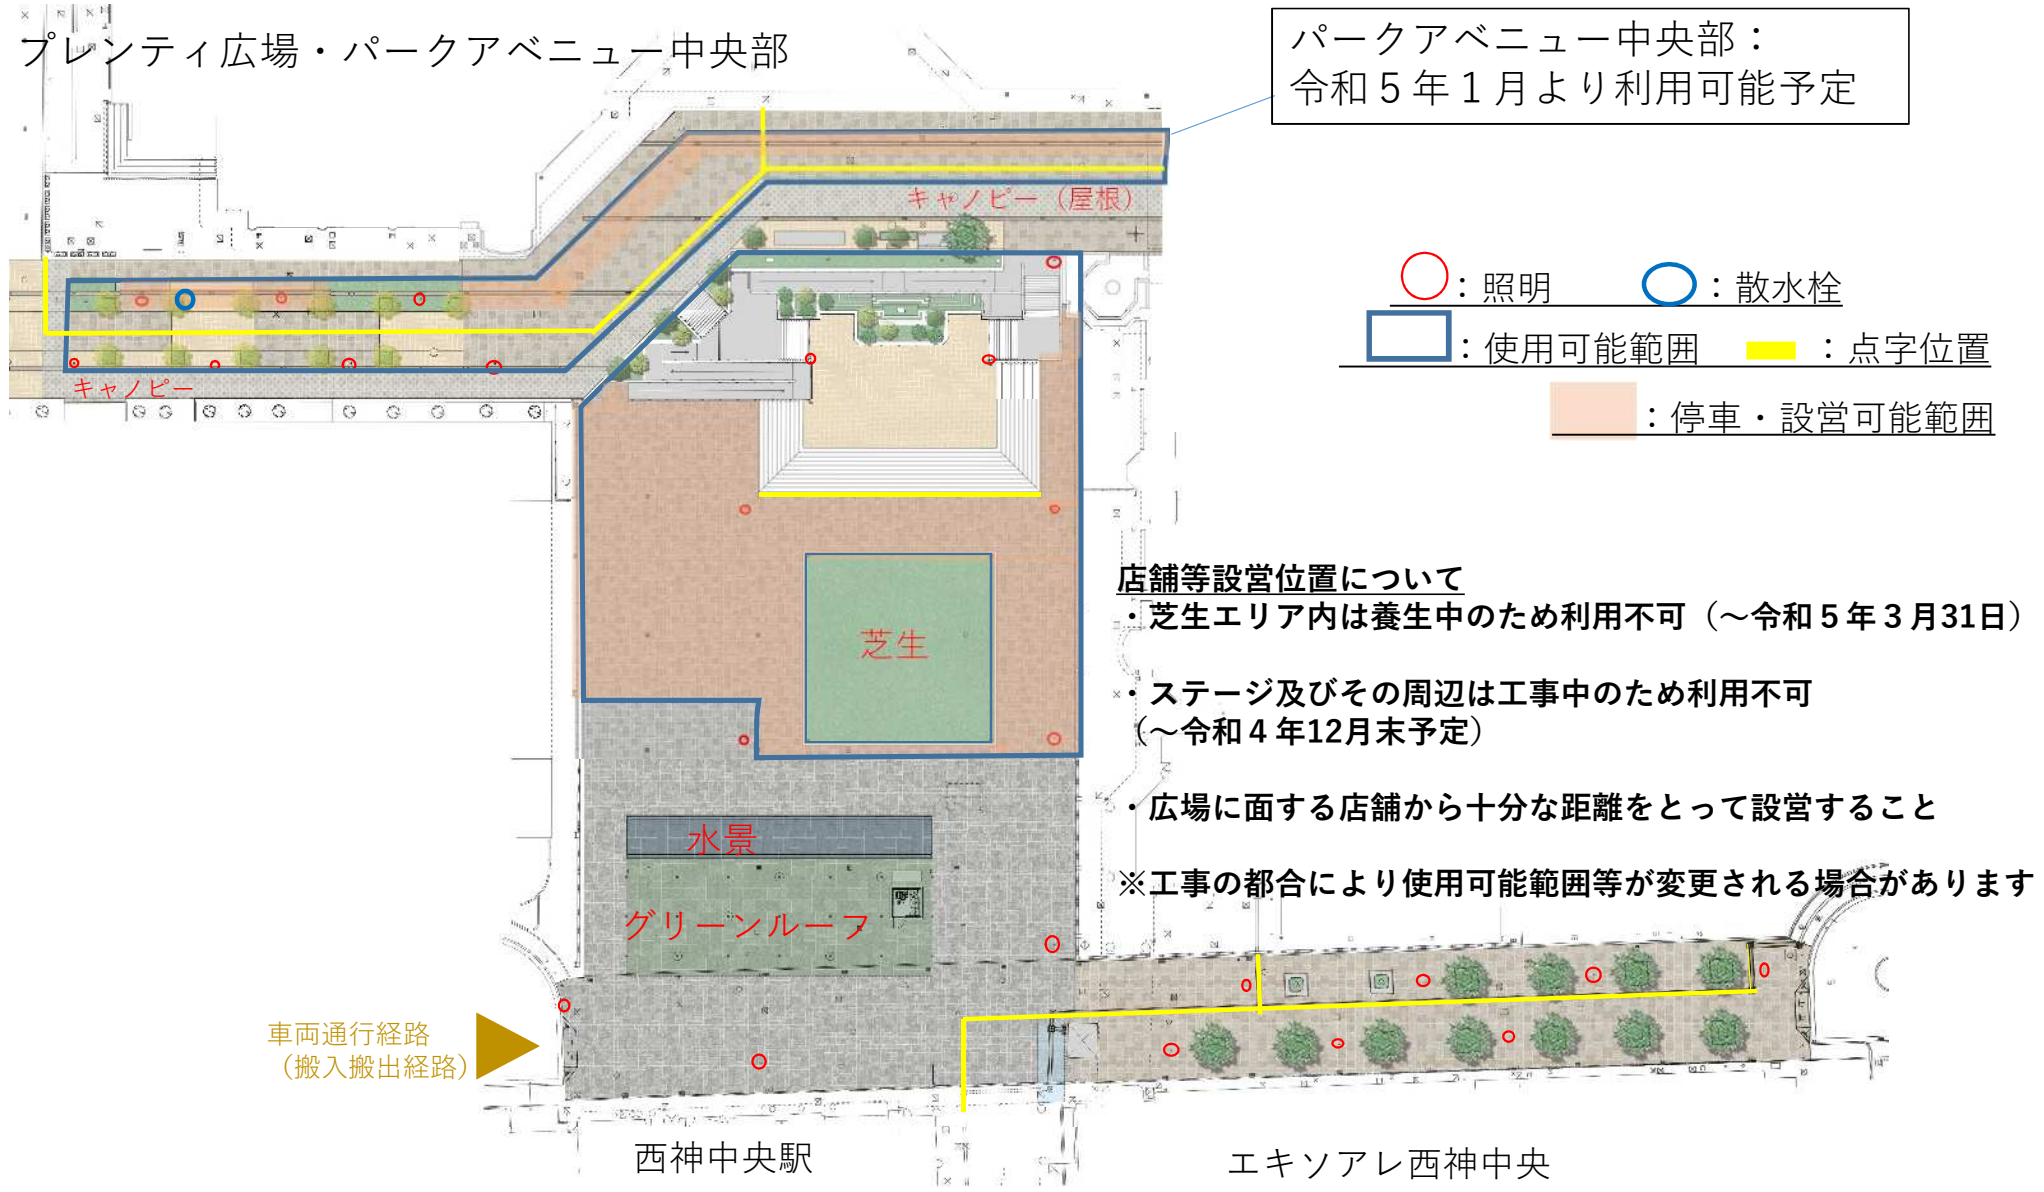 プレンティ広場・パークアベニュー中央部
パークアベニュー中央部：
令和５年１月より利用可能予定
キャノピー（屋根）
：照明
：散水栓
：使用可能範囲
：点字位置
：停車・設営可能範囲
キャノピー
店舗等設営位置について
・芝生エリア内は養生中のため利用不可（～令和５年３月31日）
芝生
・ステージ及びその周辺は工事中のため利用不可
（～令和４年12月末予定）
・広場に面する店舗から十分な距離をとって設営すること
水景
※工事の都合により使用可能範囲等が変更される場合があります
グリーンルーフ
車両通行経路
（搬入搬出経路）
西神中央駅
エキソアレ西神中央